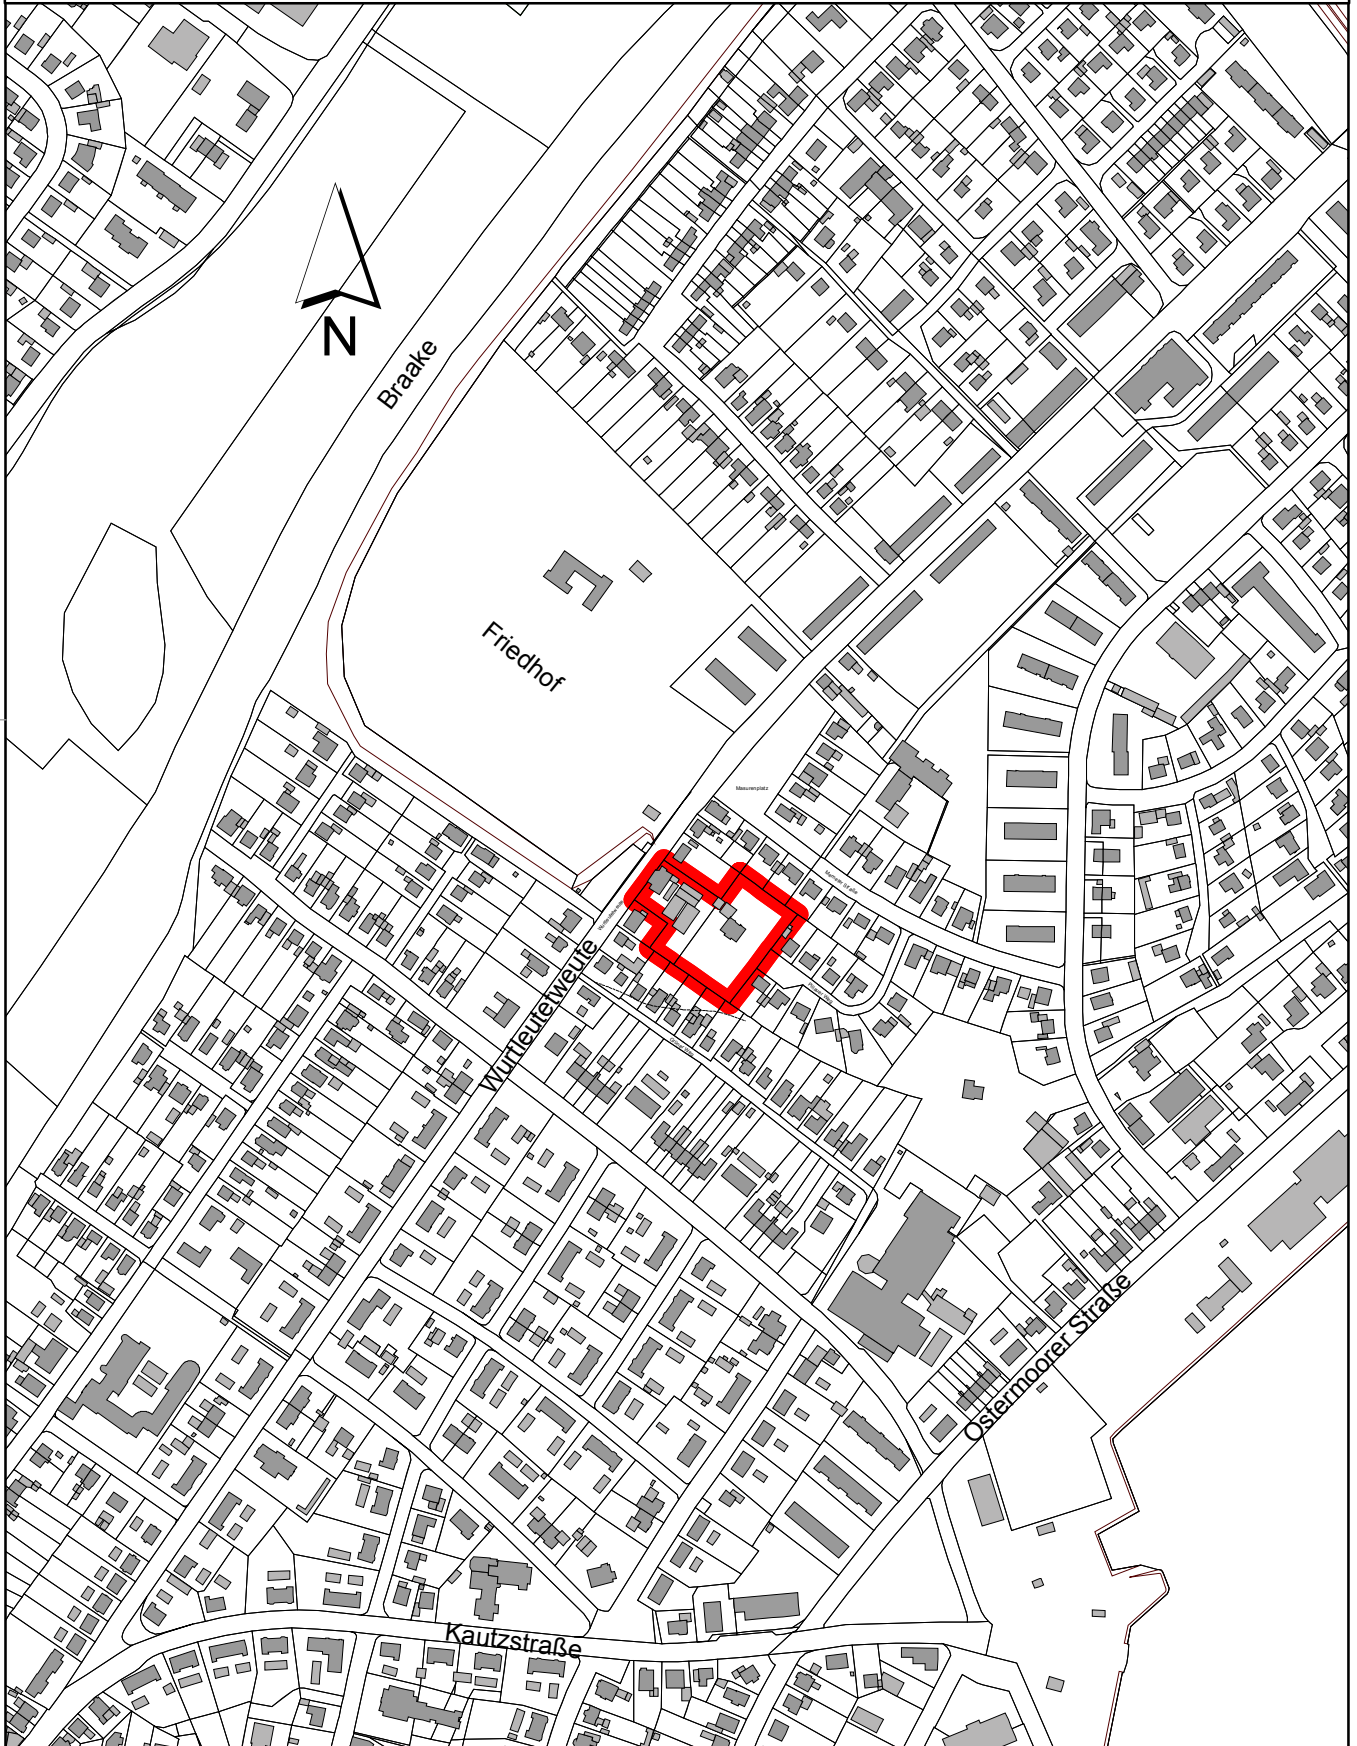 N
Braake
Friedhof
Masurenplatz
Wurtleutetweute
Ostermoorer Straße
Kautzstraße